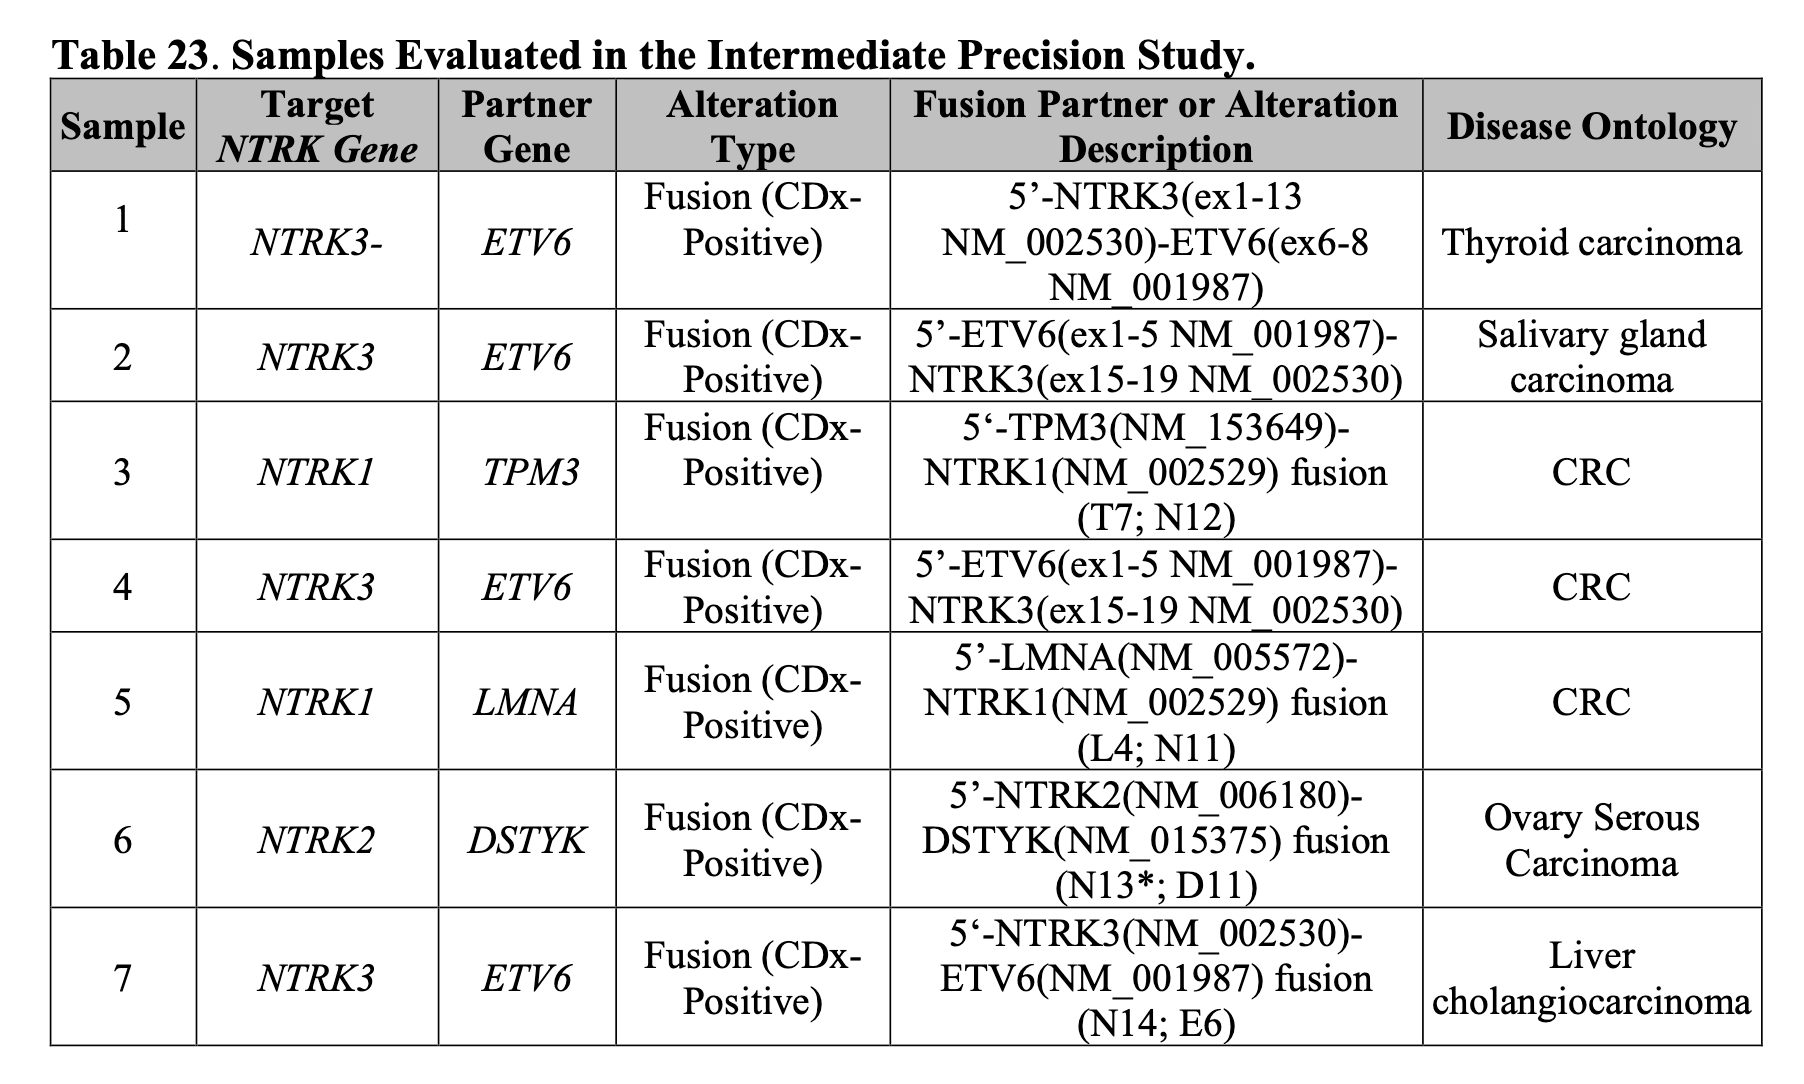 Table 23. Samples Evaluated in the Intermediate Precision Study.
Sample
Target
NTRK Gene
Partner
Gene
Alteration
Type
Fusion Partner or Alteration
Description
Disease Ontology
1
NTRK3-
ETV6
Fusion (CDx-
Positive)
5’-NTRK3(ex1-13
NM_002530)-ETV6(ex6-8
NM_001987)
Thyroid carcinoma
2
NTRK3
ETV6
Fusion (CDx-
Positive)
5’-ETV6(ex1-5 NM_001987)-
NTRK3(ex15-19 NM_002530)
Salivary gland
carcinoma
3
NTRK1
TPM3
Fusion (CDx-
Positive)
5‘-TPM3(NM_153649)-
NTRK1(NM_002529) fusion
(T7; N12)
CRC
4
NTRK3
ETV6
Fusion (CDx-
Positive)
5’-ETV6(ex1-5 NM_001987)-
NTRK3(ex15-19 NM_002530)
CRC
5
NTRK1
LMNA
Fusion (CDx-
Positive)
5’-LMNA(NM_005572)-
NTRK1(NM_002529) fusion
(L4; N11)
CRC
6
NTRK2
DSTYK
Fusion (CDx-
Positive)
5’-NTRK2(NM_006180)-
DSTYK(NM_015375) fusion
(N13*; D11)
Ovary Serous
Carcinoma
7
NTRK3
ETV6
Fusion (CDx-
Positive)
5‘-NTRK3(NM_002530)-
ETV6(NM_001987) fusion
(N14; E6)
Liver
cholangiocarcinoma